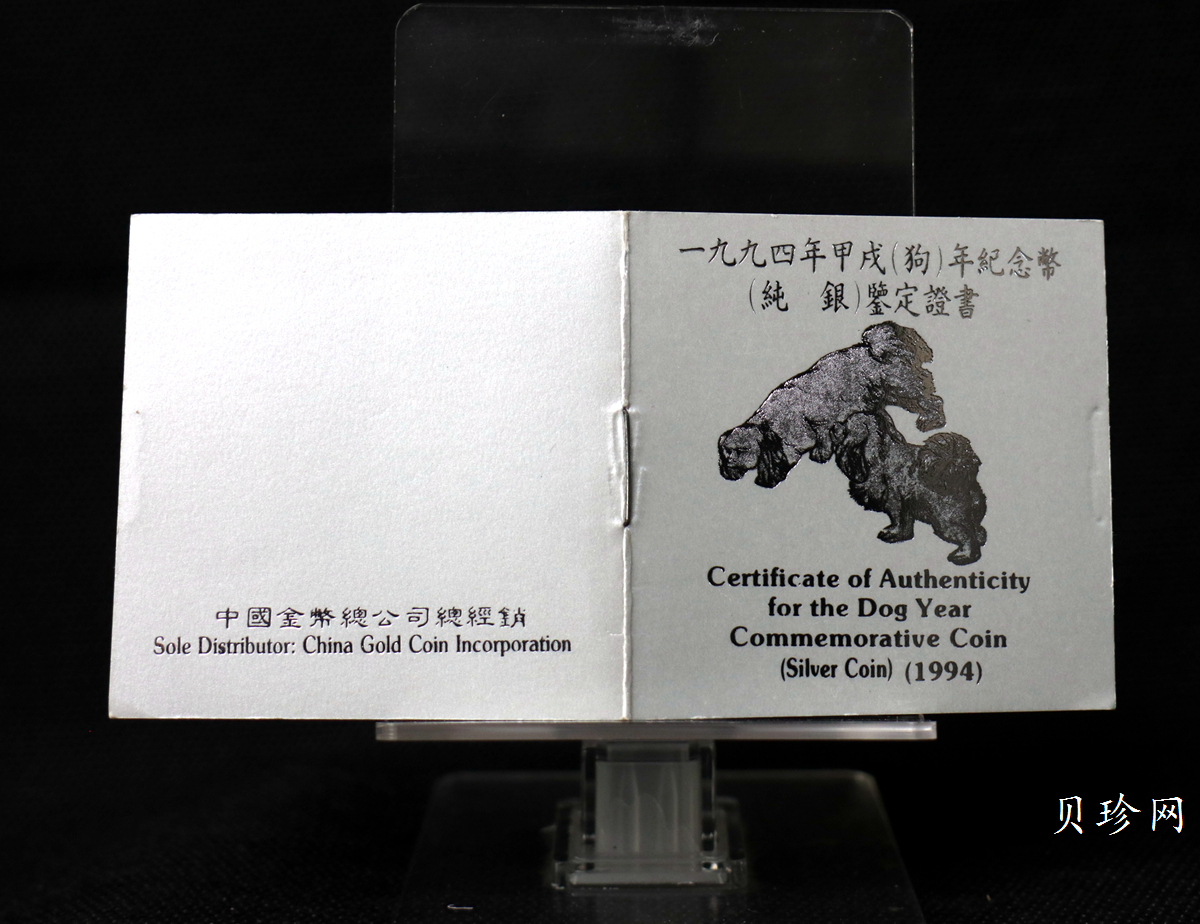 一九九四年甲戌(狗)年紀念幣
(純 銀)鑒定證書
Certificate of Authenticity
for the Dog Year
Commemorative Coin
(Silver Coin) (1994)
中國金幣總公司總經銷
Sole Distributor: China Gold Coin Incorporation
贝珍网